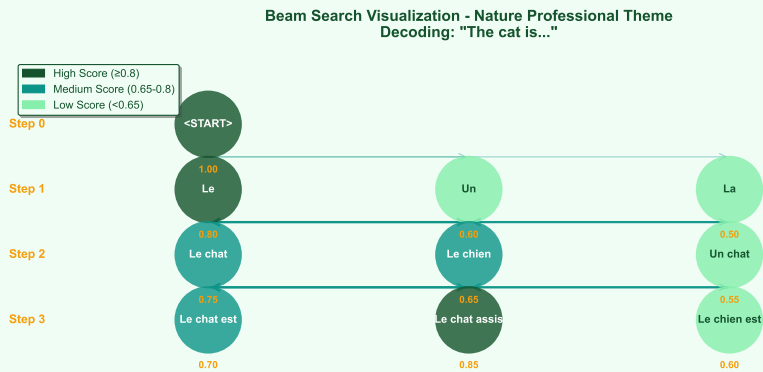 Beam Search Visualization - Nature Professional Theme
Decoding: "The cat is..."
High Score (≥0.8)
Medium Score (0.65-0.8)
Low Score (<0.65)
Step 0
<START>
1.00
Step 1
Le
Un
La
0.80
0.60
0.50
Step 2
Le chat
Le chien
Un chat
0.75
0.65
0.55
Step 3
Le chat est
Le chat assis
Le chien est
0.70
0.85
0.60